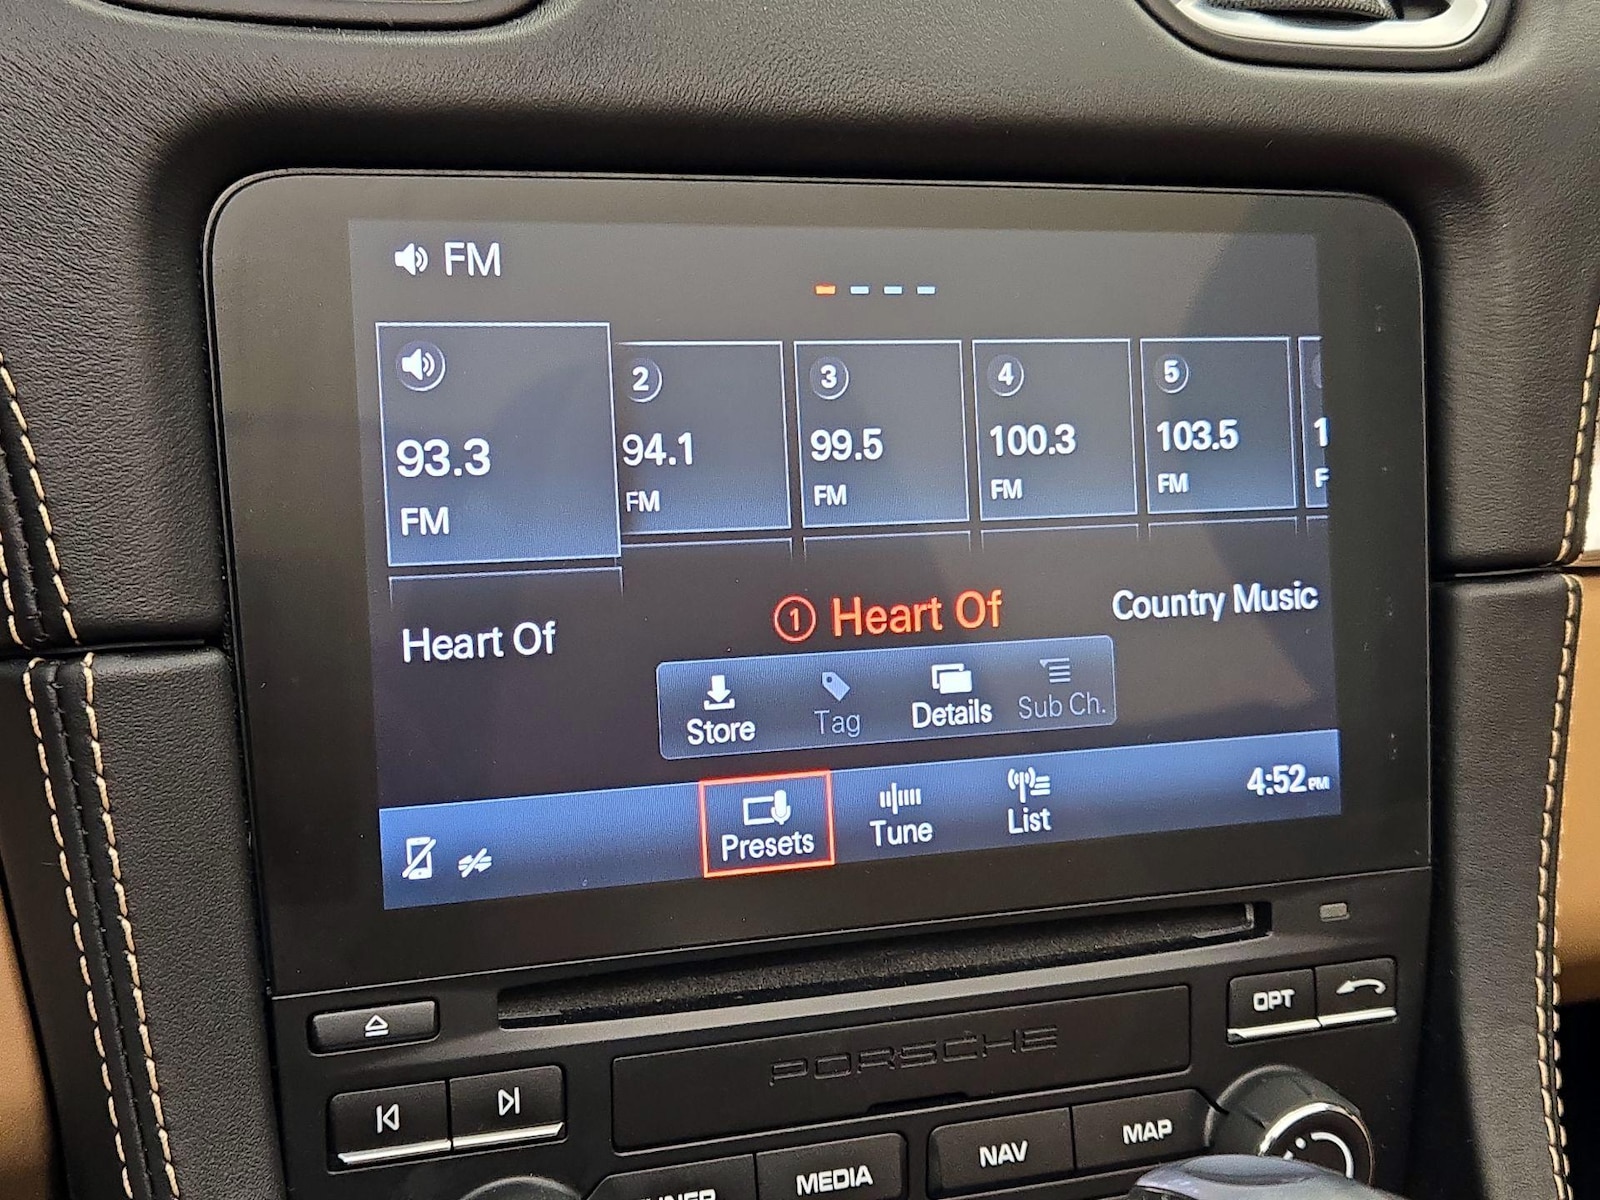 FM
93.3
FM
2
94.1
FM
3
99.5
FM
4
100.3
FM
5
103.5
FM
Heart Of
1 Heart Of
Country Music
Store
Tag
Details
Sub Ch.
Presets
Tune
List
4:52PM
OPT
PORSCHE
NAV
MAP
MEDIA